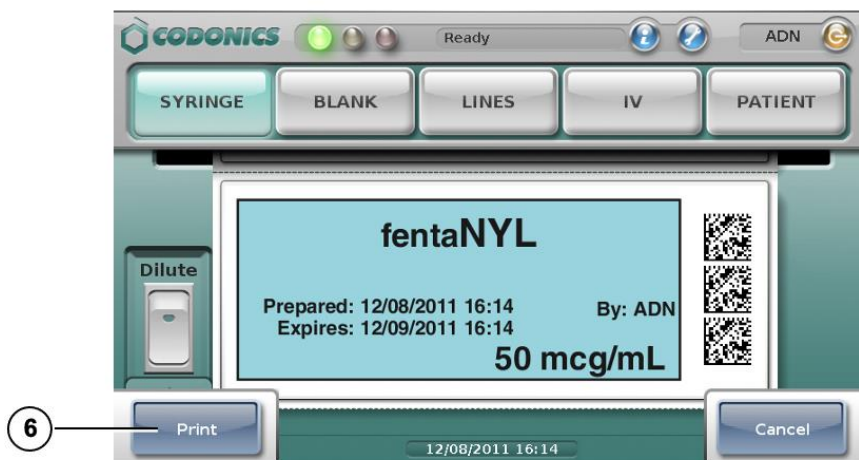 CODONICS
Ready
ADN
SYRINGE
BLANK
LINES
IV
PATIENT
fentaNYL
Dilute
Prepared: 12/08/2011 16:14
By: ADN
Expires: 12/09/2011 16:14
50 mcg/mL
6
Print
Cancel
12/08/2011 16:14